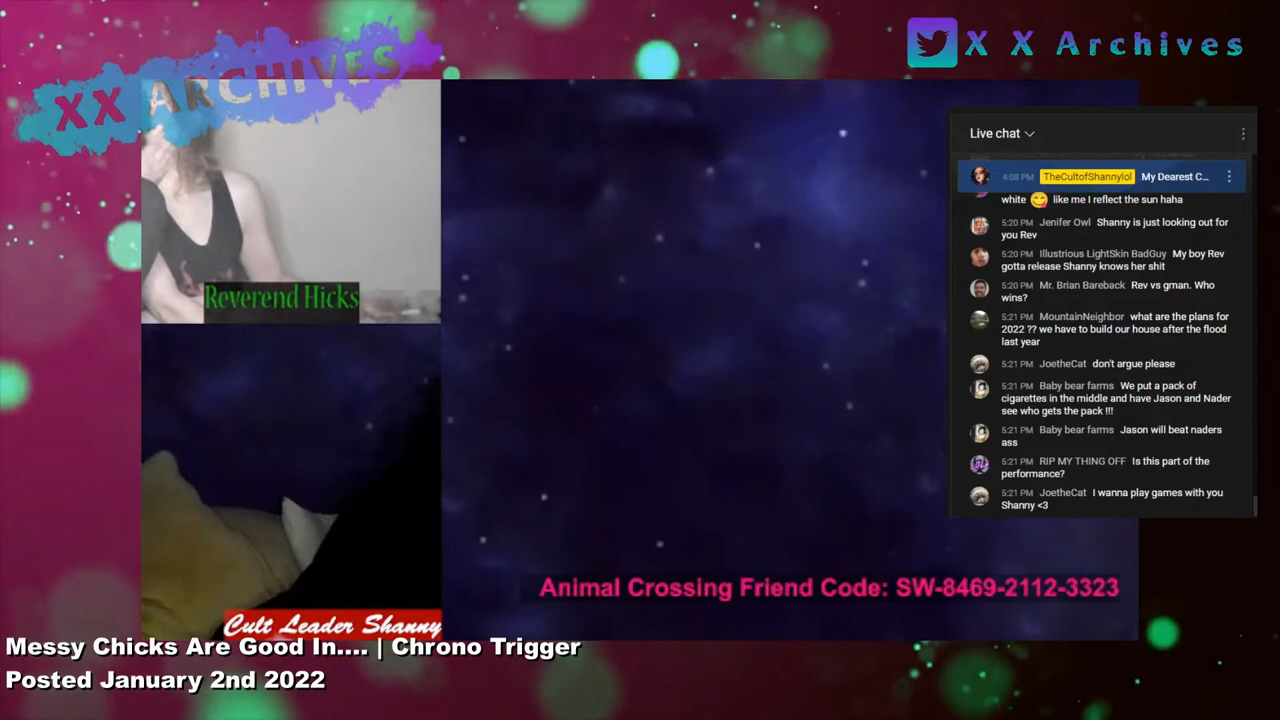 XX ARCHIVES
X X Archives
Live chat
4:08 PM TheCultofShannylol My Dearest C...
white 😋 like me I reflect the sun haha
5:20 PM Jenifer Owl Shanny is just looking out for
you Rev
5:20 PM Illustrious LightSkin BadGuy My boy Rev
gotta release Shanny knows her shit
5:20 PM Mr. Brian Bareback Rev vs gman. Who
wins?
5:21 PM MountainNeighbor what are the plans for
2022 ?? we have to build our house after the flood
last year
5:21 PM JoetheCat don't argue please
5:21 PM Baby bear farms We put a pack of
cigarettes in the middle and have Jason and Nader
see who gets the pack !!!
5:21 PM Baby bear farms Jason will beat naders
ass
5:21 PM RIP MY THING OFF Is this part of the
performance?
5:21 PM JoetheCat I wanna play games with you
Shanny <3
Reverend Hicks
Animal Crossing Friend Code: SW-8469-2112-3323
Cult Leader Shanny
Messy Chicks Are Good In.... | Chrono Trigger
Posted January 2nd 2022